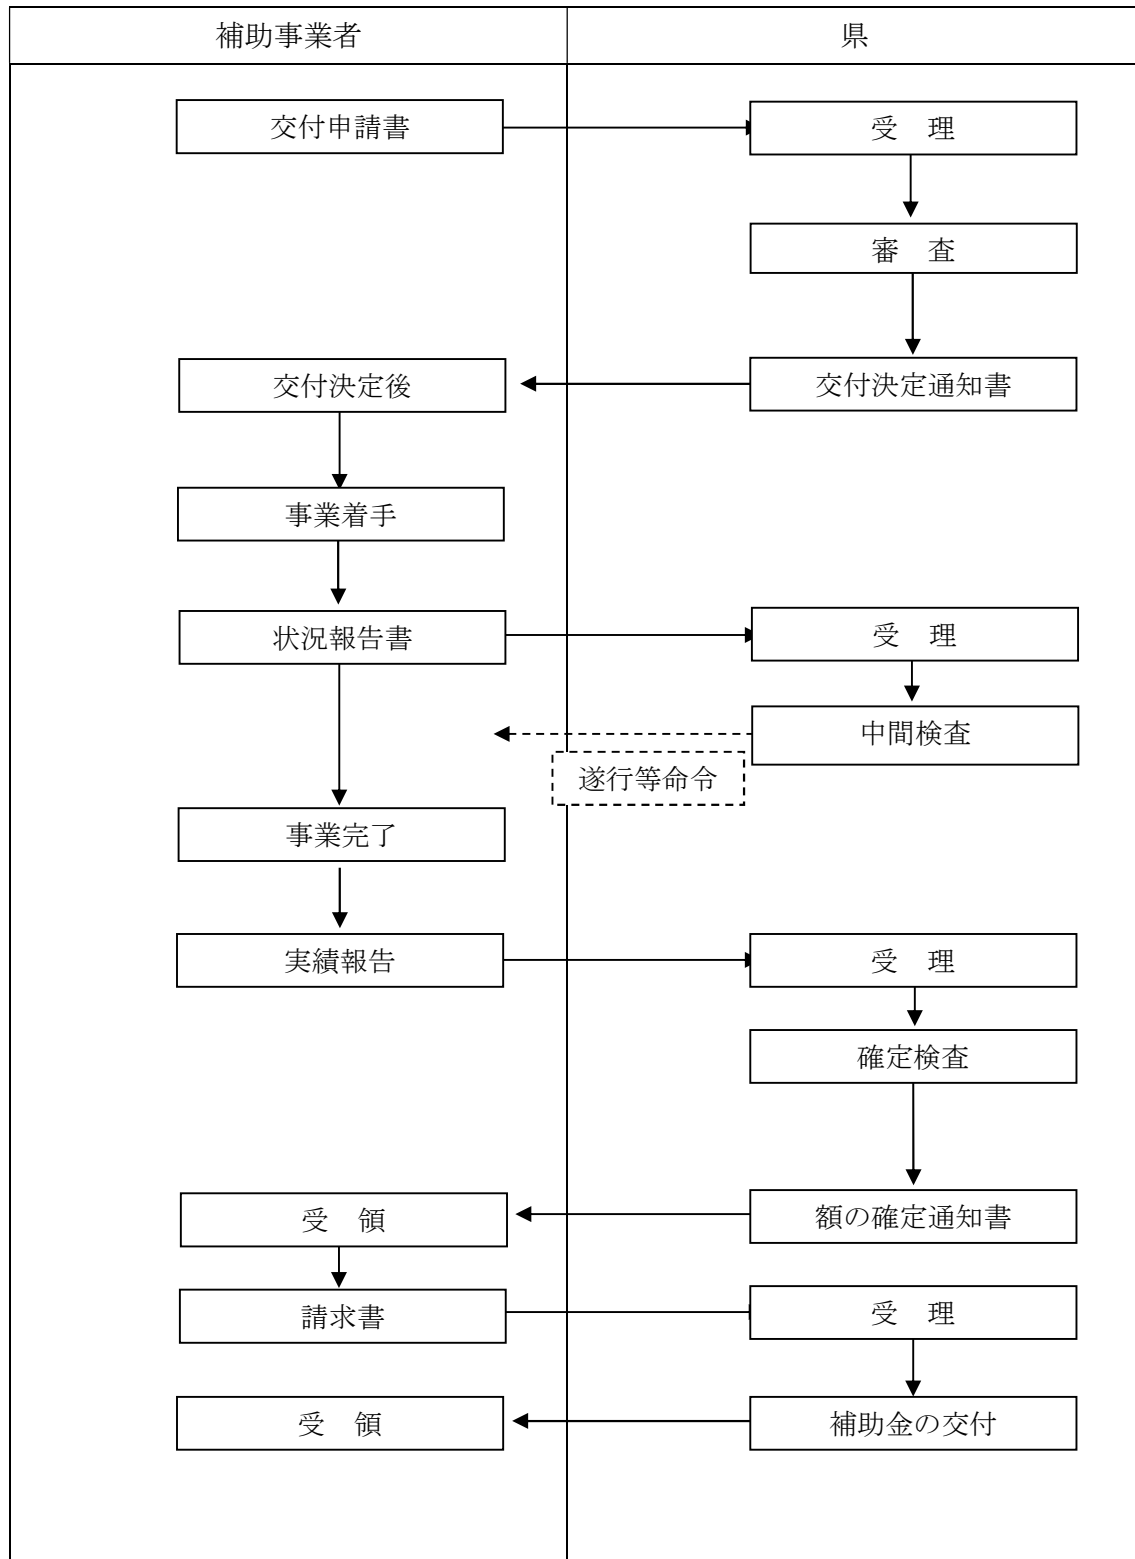 補助事業者
県
交付申請書
受　理
審　査
交付決定後
交付決定通知書
事業着手
状況報告書
受　理
中間検査
遂行等命令
事業完了
実績報告
受　理
確定検査
受　領
額の確定通知書
請求書
受　理
受　領
補助金の交付